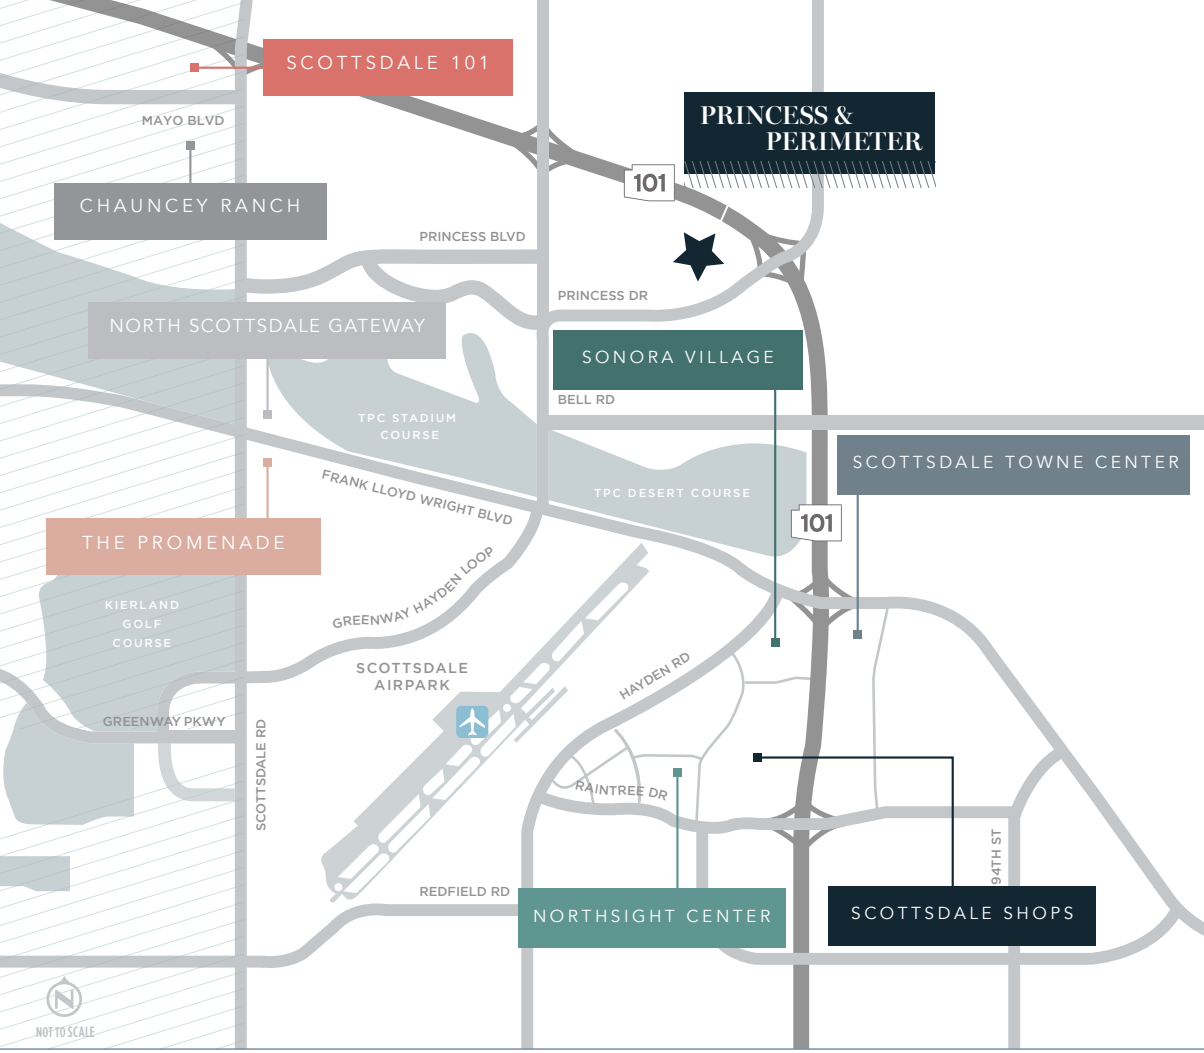 SCOTTSDALE 101
MAYO BLVD
PRINCESS &
PERIMETER
101
CHAUNCEY RANCH
PRINCESS BLVD
PRINCESS DR
NORTH SCOTTSDALE GATEWAY
SONORA VILLAGE
BELL RD
TPC STADIUM
COURSE
SCOTTSDALE TOWNE CENTER
FRANK LLOYD WRIGHT BLVD
TPC DESERT COURSE
101
THE PROMENADE
GREENWAY HAYDEN LOOP
KIERLAND
GOLF
COURSE
SCOTTSDALE
AIRPARK
HAYDEN RD
GREENWAY PKWY
SCOTTSDALE RD
RAINTREE DR
94TH ST
REDFIELD RD
NORTHSIGHT CENTER
SCOTTSDALE SHOPS
N
NOT TO SCALE